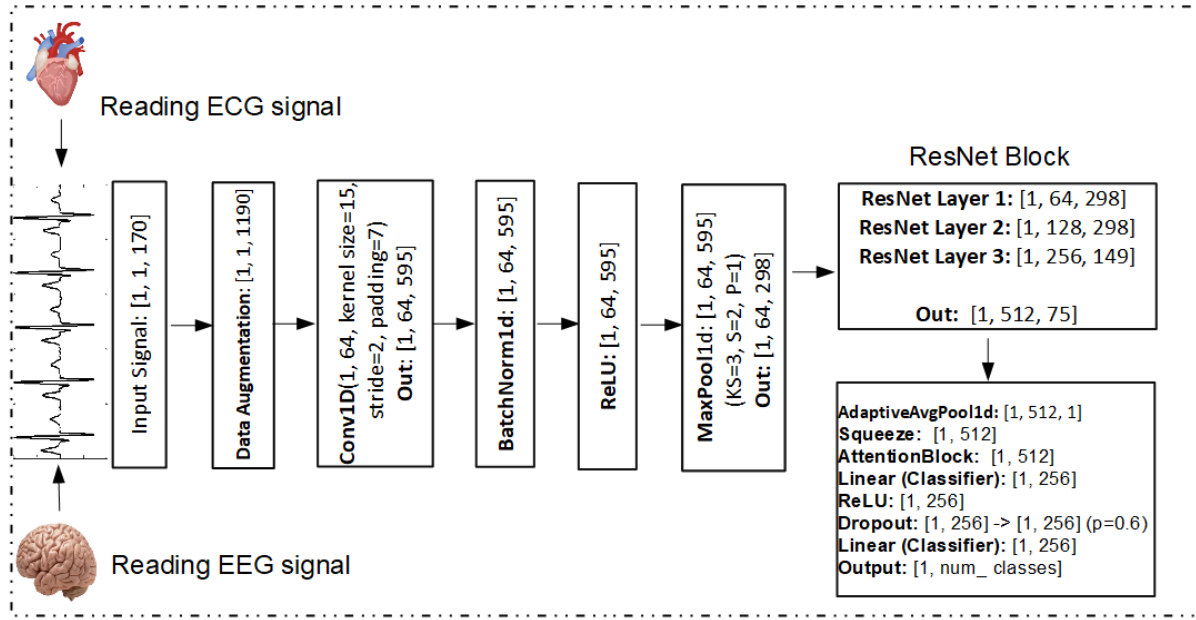 Reading ECG signal
Reading EEG signal
Input Signal: [1, 1, 170]
Data Augmentation: [1, 1, 1190]
Conv1D(1, 64, kernel size=15,
stride=2, padding=7)
Out: [1, 64, 595]
BatchNorm1d: [1, 64, 595]
ReLU: [1, 64, 595]
MaxPool1d: [1, 64, 595]
(KS=3, S=2, P=1)
Out: [1, 64, 298]
ResNet Block
ResNet Layer 1: [1, 64, 298]
ResNet Layer 2: [1, 128, 298]
ResNet Layer 3: [1, 256, 149]
Out: [1, 512, 75]
AdaptiveAvgPool1d: [1, 512, 1]
Squeeze: [1, 512]
AttentionBlock: [1, 512]
Linear (Classifier): [1, 256]
ReLU: [1, 256]
Dropout: [1, 256] -> [1, 256] (p=0.6)
Linear (Classifier): [1, 256]
Output: [1, num_ classes]